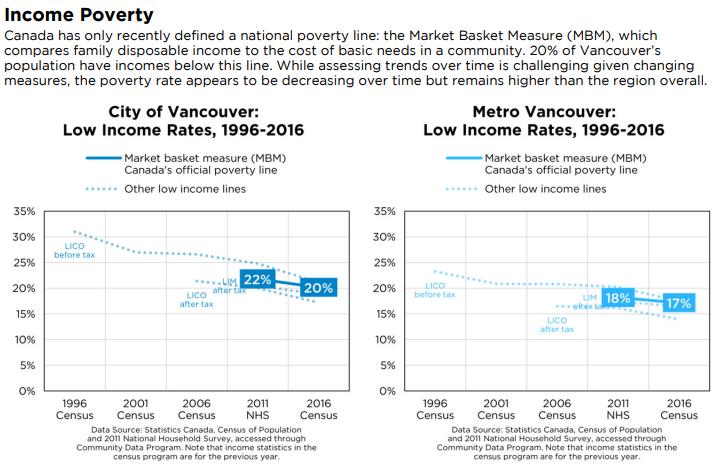 Income Poverty
Canada has only recently defined a national poverty line: the Market Basket Measure (MBM), which
compares family disposable income to the cost of basic needs in a community. 20% of Vancouver's
population have incomes below this line. While assessing trends over time is challenging given changing
measures, the poverty rate appears to be decreasing over time but remains higher than the region overall.
City of Vancouver:
Low Income Rates, 1996-2016
Market basket measure (MBM)
Canada's official poverty line
Other low income lines
35%
30%
25%
20%
15%
10%
5%
0%
LICO
before tax
LICO
after tax
LIM
after tax
22%
20%
1996
Census
2001
Census
2006
Census
2011
NHS
2016
Census
Data Source: Statistics Canada, Census of Population
and 2011 National Household Survey, accessed through
Community Data Program. Note that income statistics in the
census program are for the previous year.
Metro Vancouver:
Low Income Rates, 1996-2016
Market basket measure (MBM)
Canada's official poverty line
Other low income lines
35%
30%
25%
20%
15%
10%
5%
0%
LICO
before tax
LICO
after tax
LIM
after
18%
17%
1996
Census
2001
Census
2006
Census
2011
NHS
2016
Census
Data Source: Statistics Canada, Census of Population
and 2011 National Household Survey, accessed through
Community Data Program. Note that income statistics in the
census program are for the previous year.